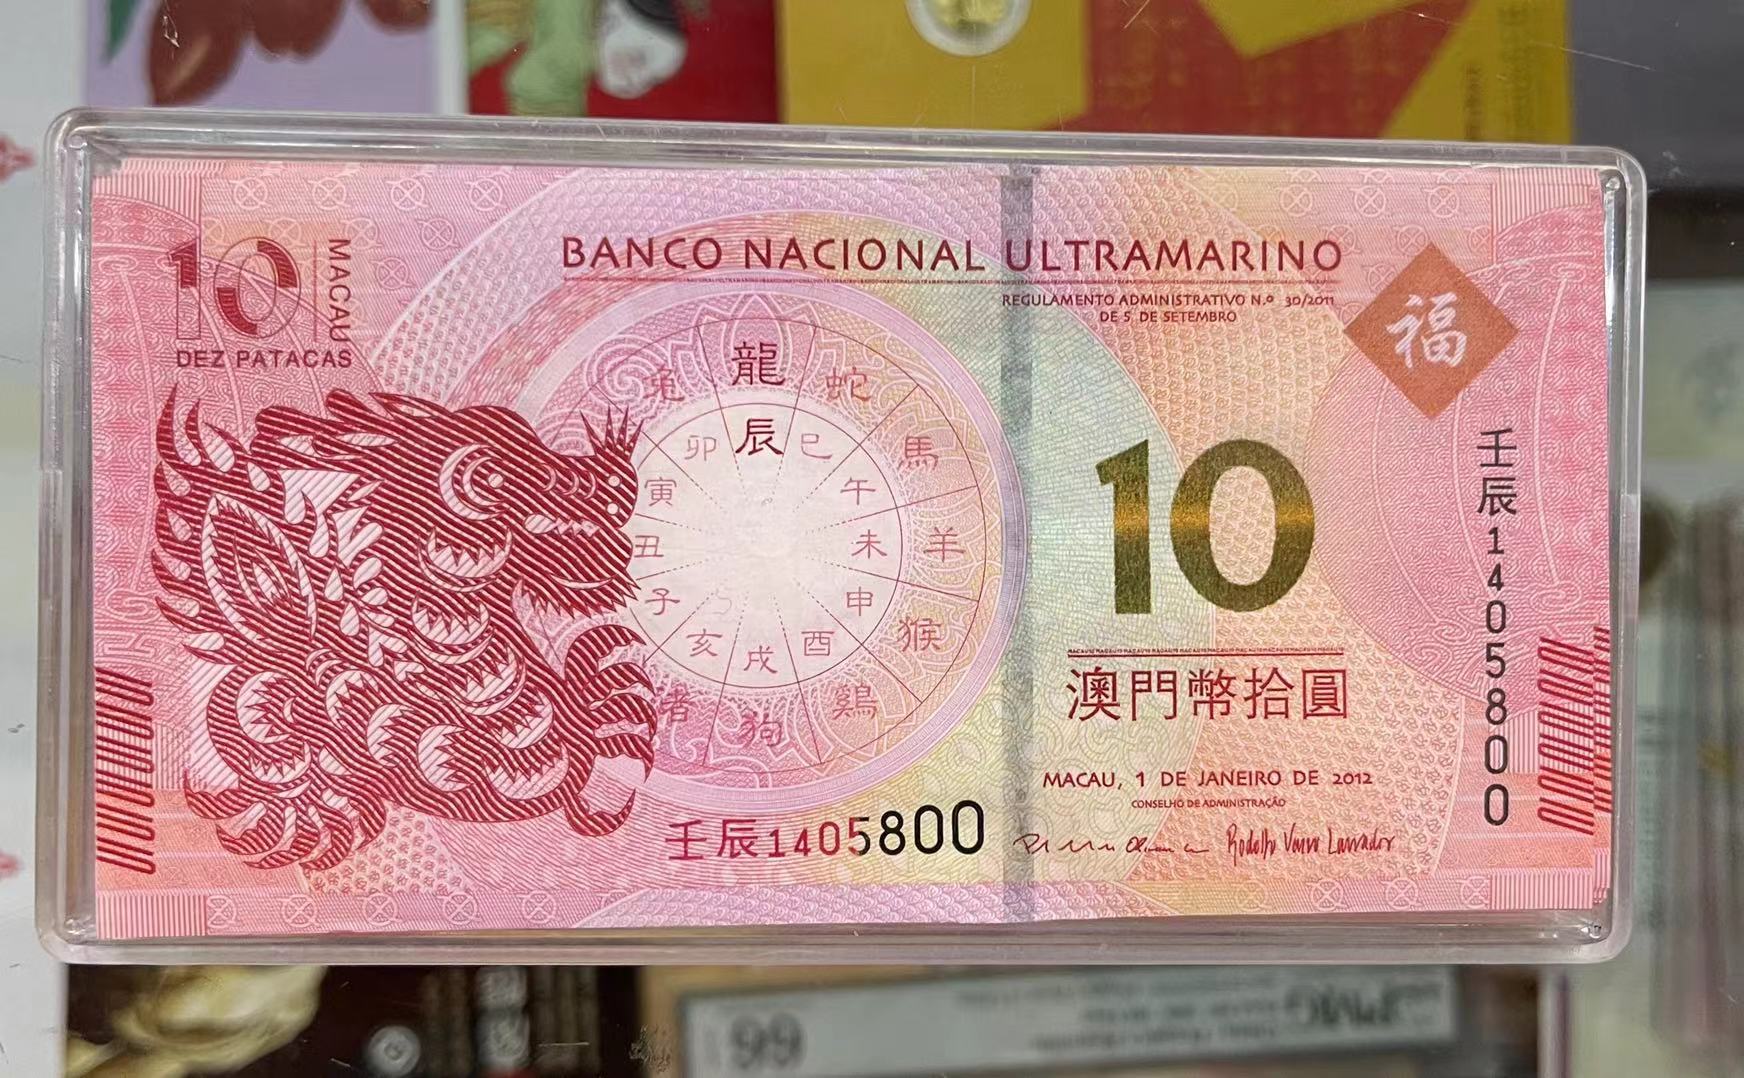 BANCO NACIONAL ULTRAMARINO
REGULAMENTO ADMINISTRATIVO N.º 30/2011
DE 5 DE SETEMBRO
10
MACAU
DEZ PATACAS
福
龍
蛇
馬
羊
猴
鷄
狗
猪
兔
辰
巳
午
未
申
酉
戌
亥
子
丑
寅
卯
10
澳門幣拾圓
MACAU, 1 DE JANEIRO DE 2012
CONSELHO DE ADMINISTRAÇÃO
壬辰1405800
壬辰1405800
99